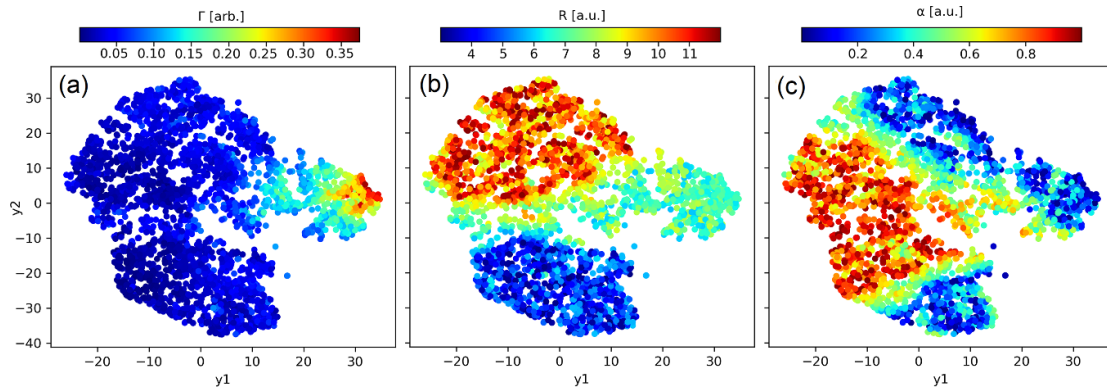 Γ [arb.]
0.05 0.10 0.15 0.20 0.25 0.30 0.35
R [a.u.]
4 5 6 7 8 9 10 11
α [a.u.]
0.2 0.4 0.6 0.8
(a)
(b)
(c)
30
20
10
0
−10
−20
−30
−40
y2
−20 −10 0 10 20 30
y1
−20 −10 0 10 20 30
y1
−20 −10 0 10 20 30
y1